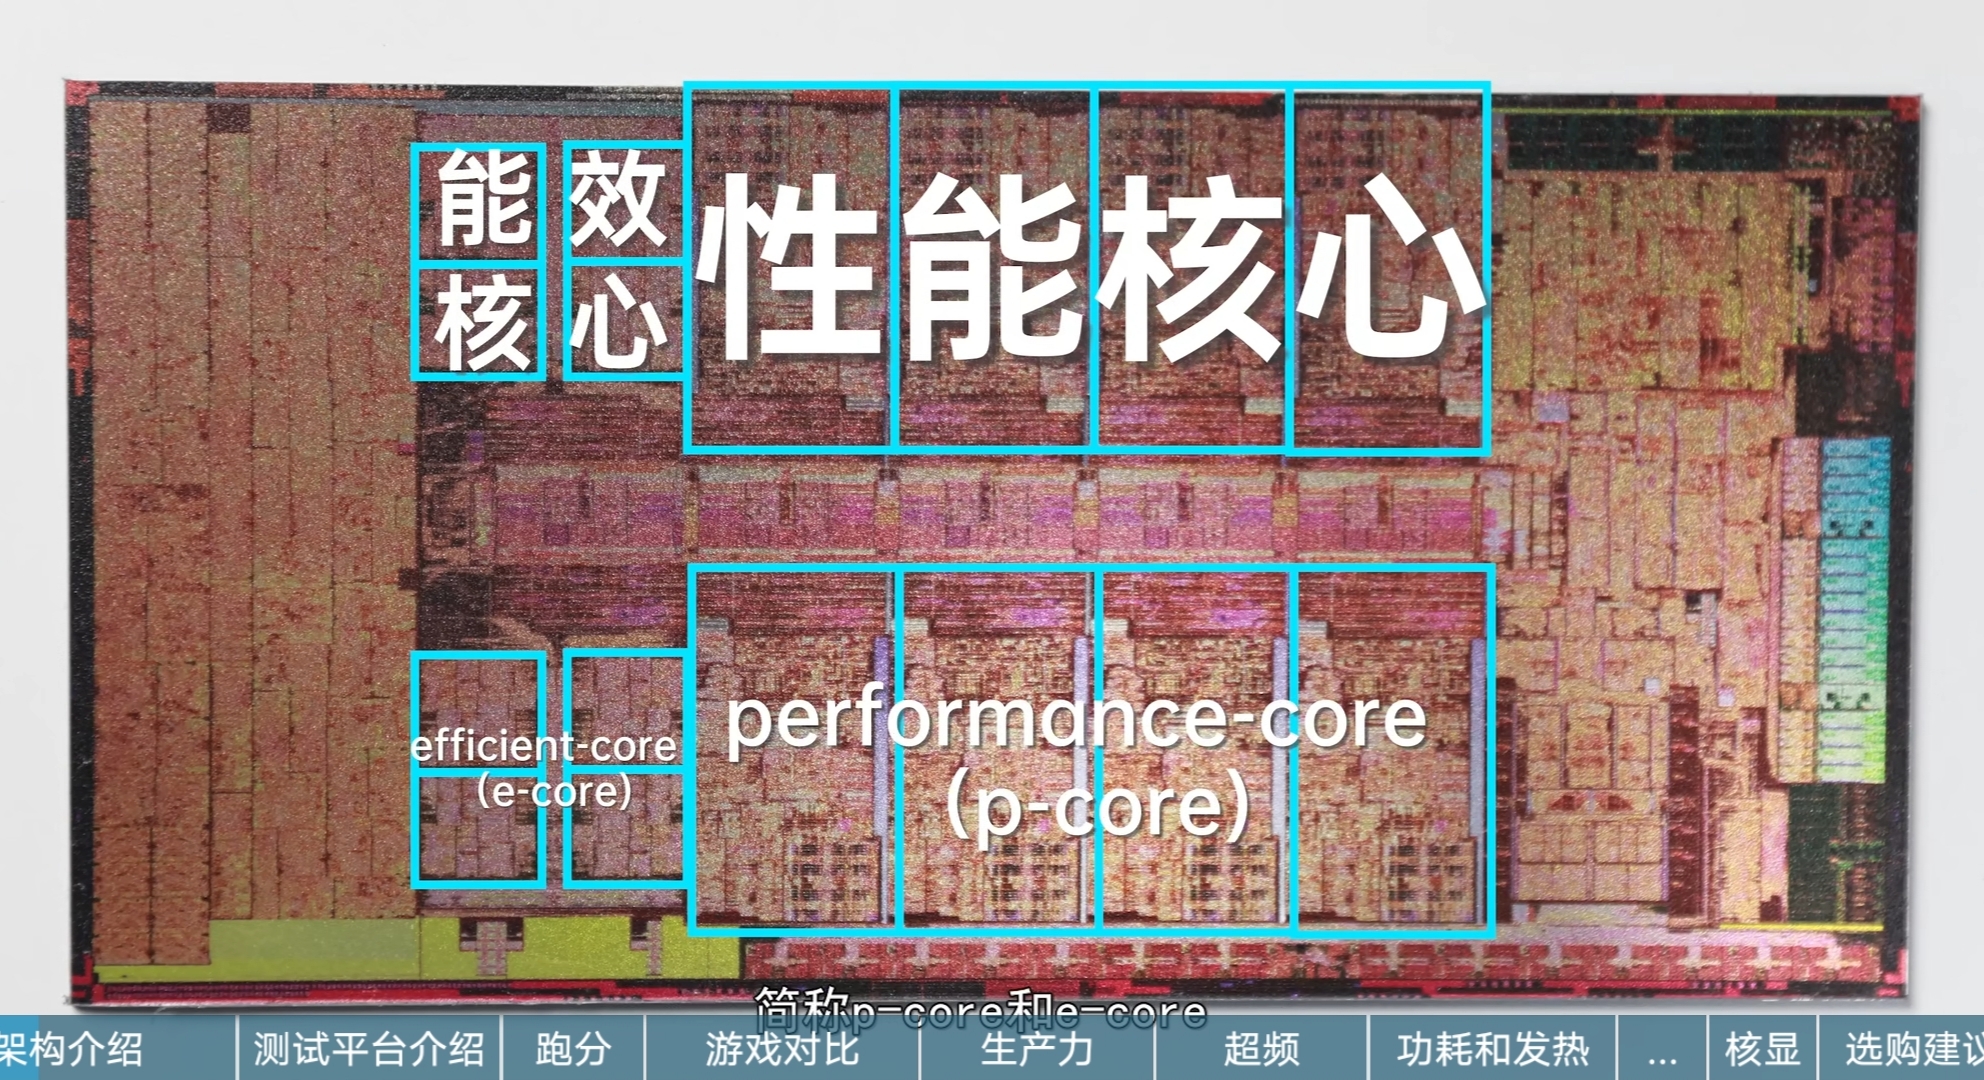 能效
核心
性能核心
efficient-core
(e-core)
performance-core
(p-core)
简称p-core和e-core
架构介绍
测试平台介绍
跑分
游戏对比
生产力
超频
功耗和发热
...
核显
选购建议